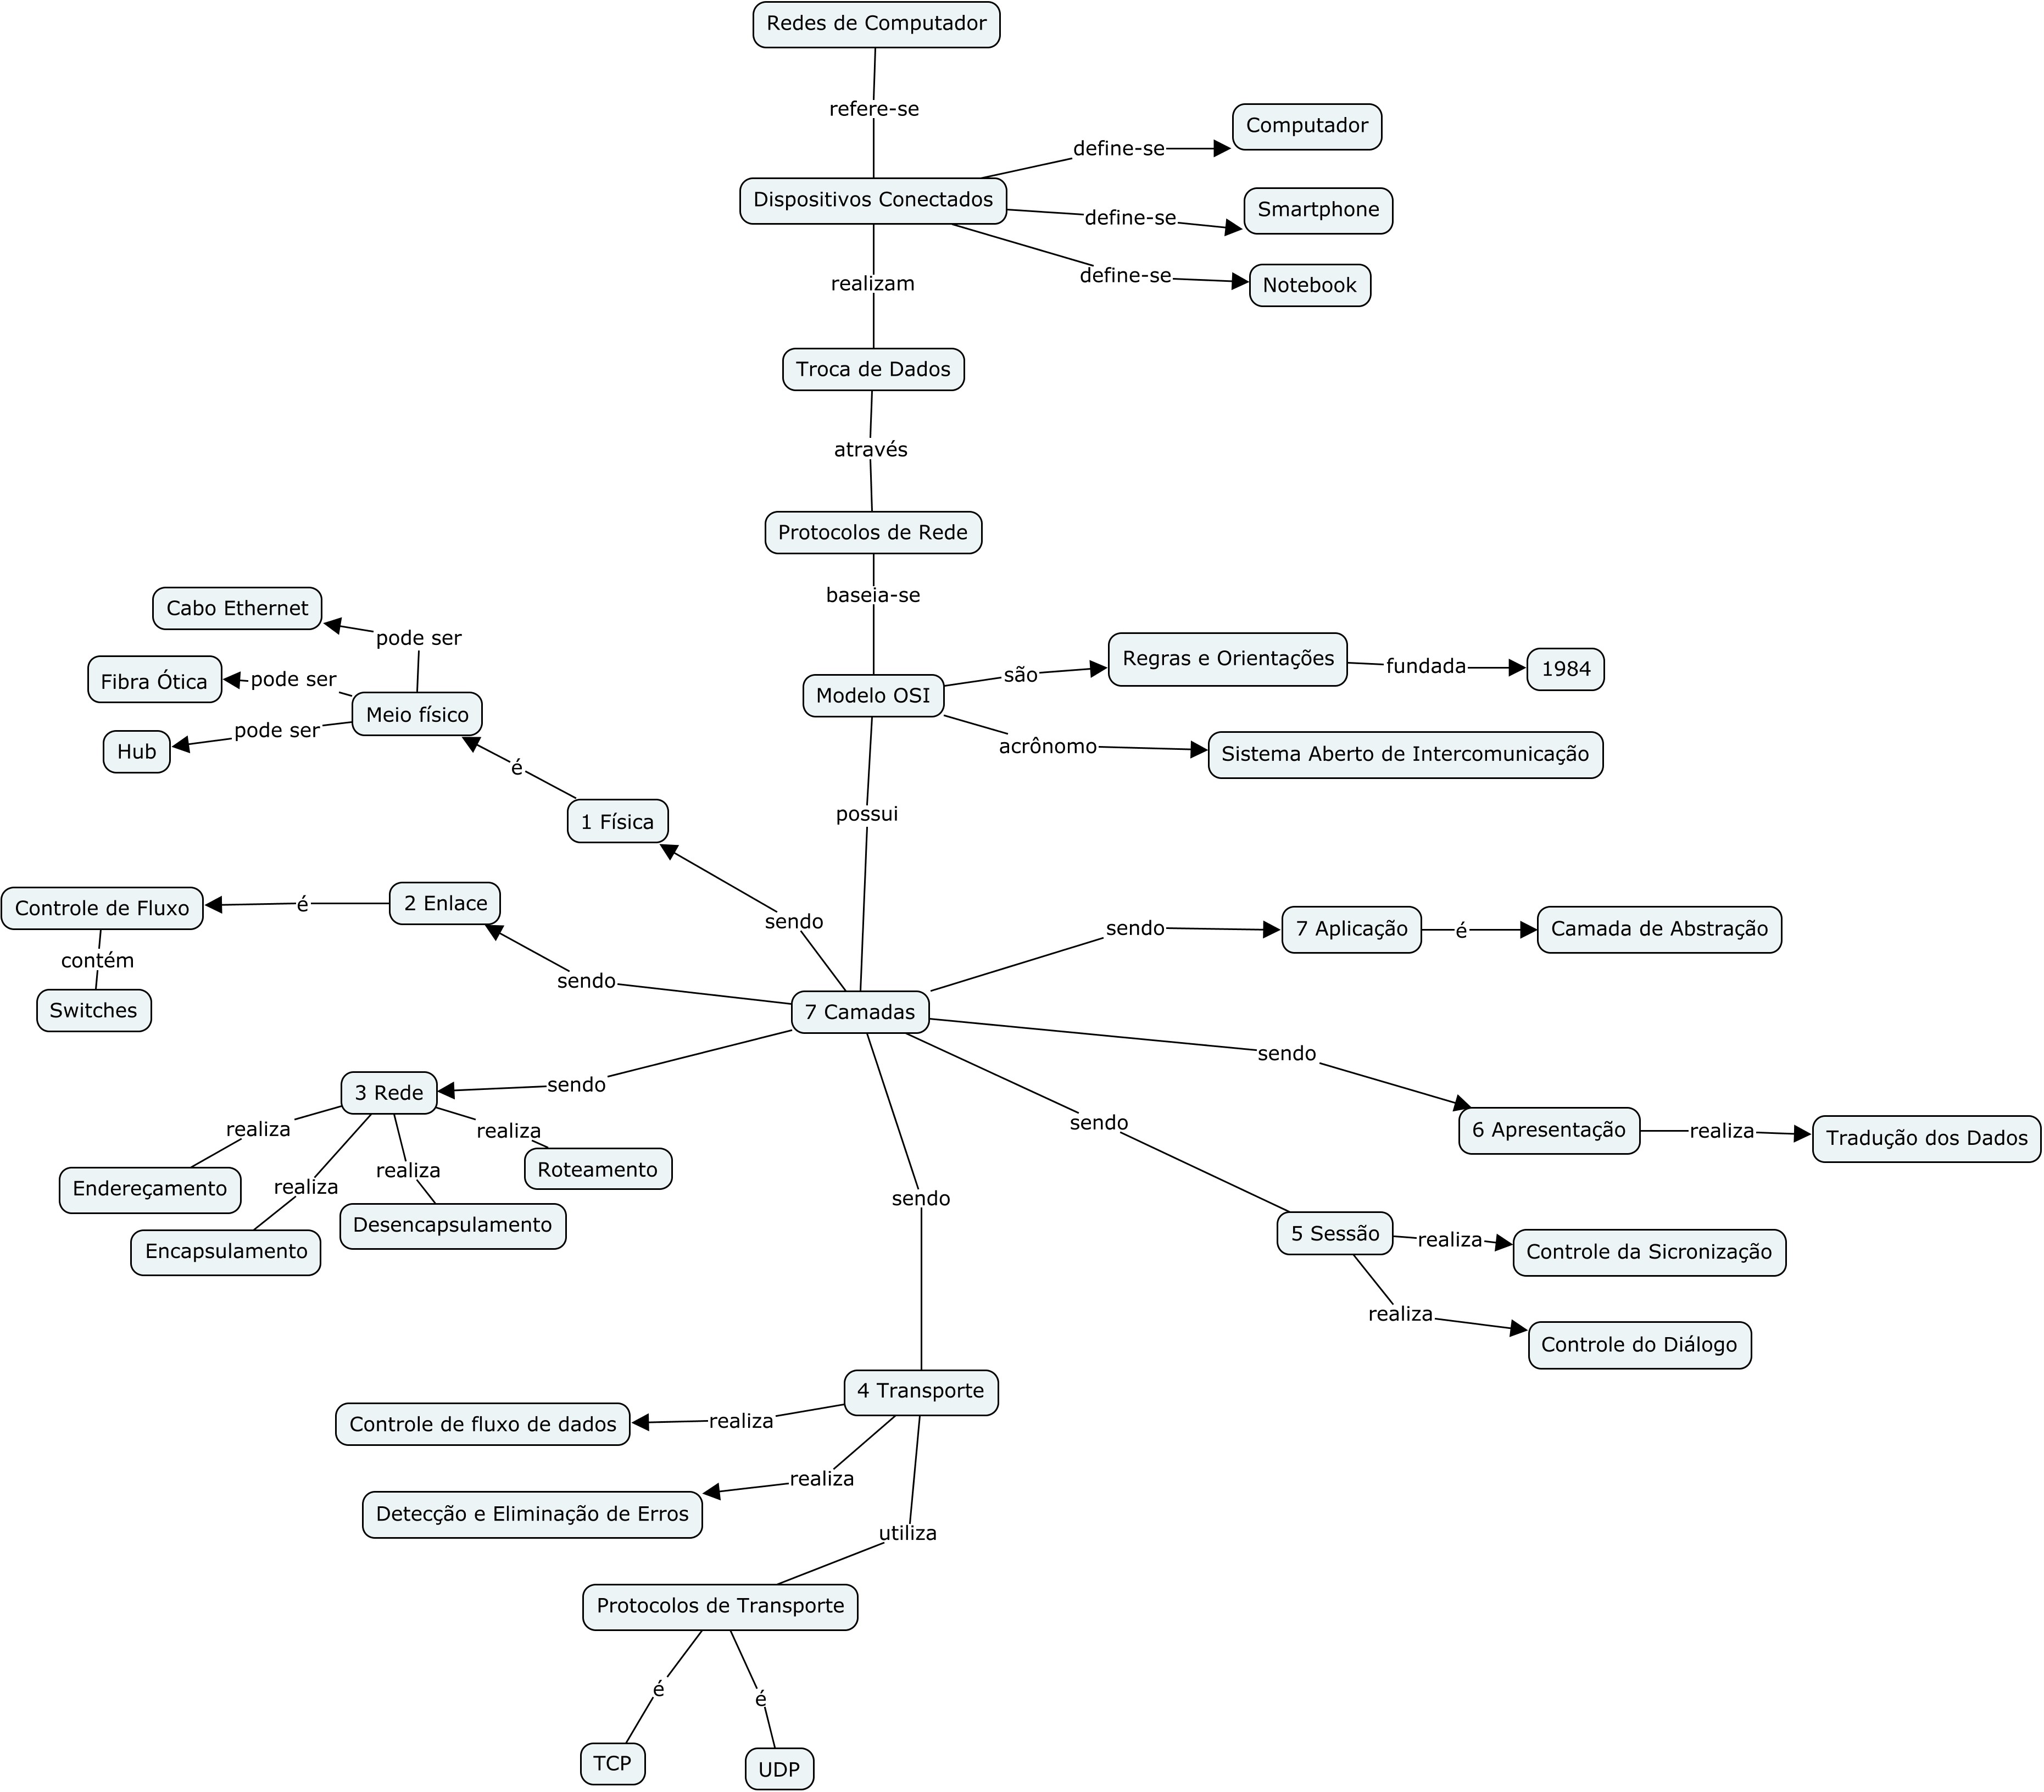 Redes de Computador
refere-se
Computador
define-se
Dispositivos Conectados
define-se
Smartphone
define-se
Notebook
realizam
Troca de Dados
através
Protocolos de Rede
baseia-se
Modelo OSI
são
Regras e Orientações
fundada
1984
acrônomo
Sistema Aberto de Intercomunicação
possui
7 Camadas
sendo
1 Física
é
Meio físico
pode ser
Cabo Ethernet
pode ser
Fibra Ótica
pode ser
Hub
sendo
2 Enlace
é
Controle de Fluxo
contém
Switches
sendo
3 Rede
realiza
Endereçamento
realiza
Encapsulamento
realiza
Desencapsulamento
realiza
Roteamento
sendo
4 Transporte
realiza
Controle de fluxo de dados
realiza
Detecção e Eliminação de Erros
utiliza
Protocolos de Transporte
é
TCP
é
UDP
sendo
5 Sessão
realiza
Controle da Sicronização
realiza
Controle do Diálogo
sendo
6 Apresentação
realiza
Tradução dos Dados
sendo
7 Aplicação
é
Camada de Abstração